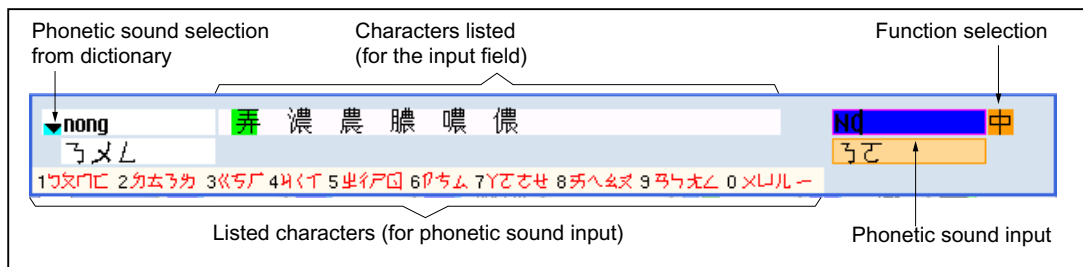 Phonetic sound selection from dictionary
Characters listed (for the input field)
Function selection
nong 弄 濃 農 膿 噥 儂 中
ㄋㄨㄥ ㄋㄛ
1ㄅㄆㄇㄈ 2ㄉㄊㄋㄌ 3ㄍㄎㄏ 4ㄐㄑㄒ 5ㄓㄔㄕㄖ 6ㄗㄘㄙ 7ㄚㄛㄜㄝ 8ㄞㄟㄠㄡ 9ㄢㄣㄤㄥ 0ㄨㄩㄦㄧ
Listed characters (for phonetic sound input)
Phonetic sound input